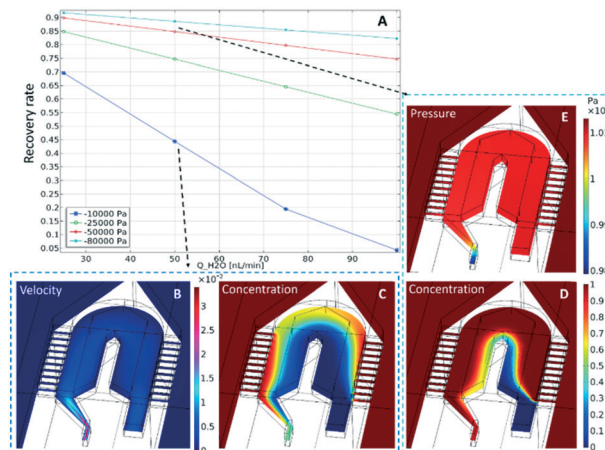 A
0.9
0.85
0.8
0.75
0.7
0.65
0.6
0.55
0.5
0.45
0.4
0.35
0.3
0.25
0.2
0.15
0.1
0.05
Recovery rate
-10000 Pa
-25000 Pa
-50000 Pa
-80000 Pa
30
40
50
60
70
80
90
Q_H2O [nL/min]
Pressure
E
Pa
Velocity
B
3
2.5
2
1.5
1
0.5
0
Concentration
C
Concentration
D
1
0.9
0.8
0.7
0.6
0.5
0.4
0.3
0.2
0.1
0